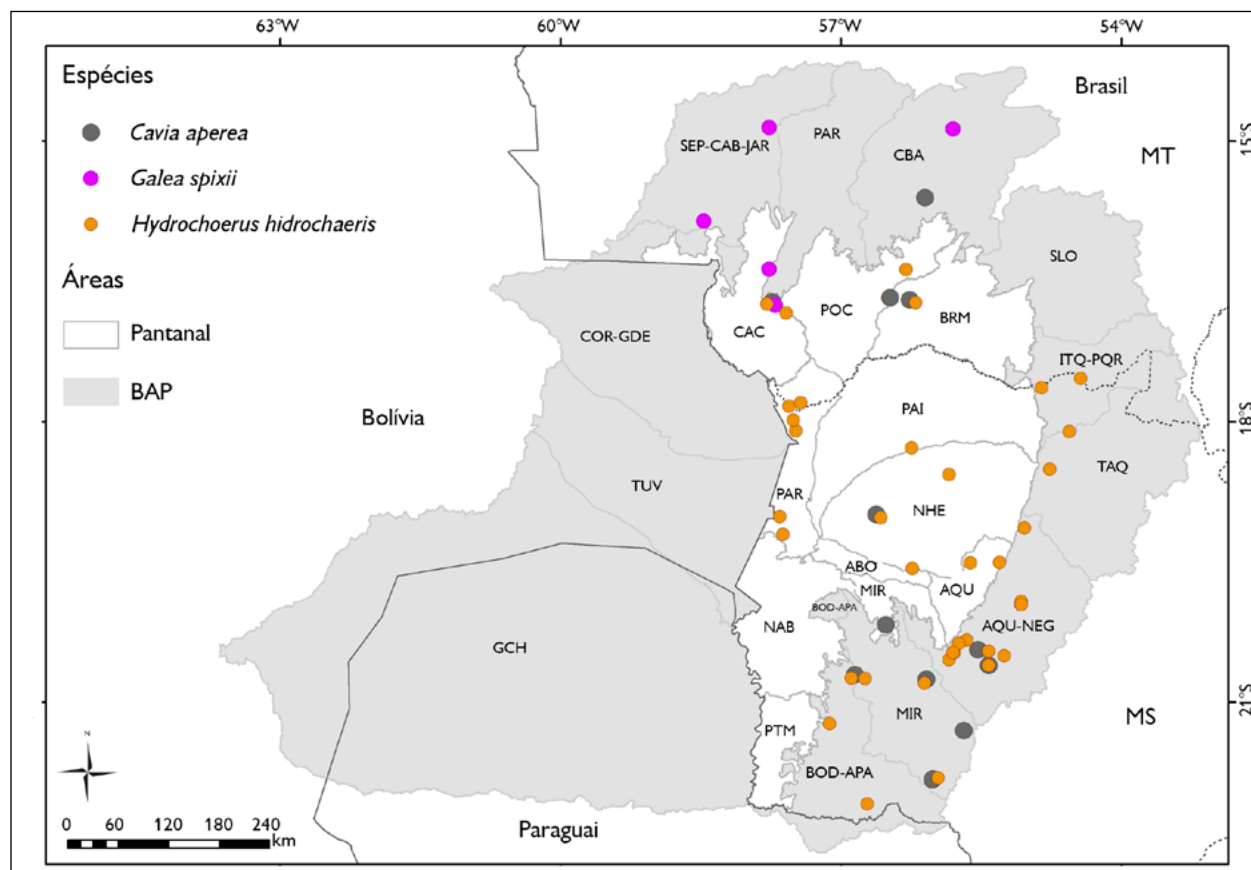 63°W 60°W 57°W 54°W
Espécies
Cavia aperea
Galea spixii
Hydrochoerus hidrochaeris
Áreas
Pantanal
BAP
Brasil
MT
15°S
SEP-CAB-JAR
PAR
CBA
SLO
CAC
POC
BRM
COR-GDE
ITQ-PQR
Bolívia
PAI
18°S
TAQ
TUV
PAR
NHE
ABO
MIR
AQU
BOD-APA
NAB
AQU-NEG
GCH
MIR
21°S
MS
PTM
BOD-APA
N
0 60 120 180 240
km
Paraguai